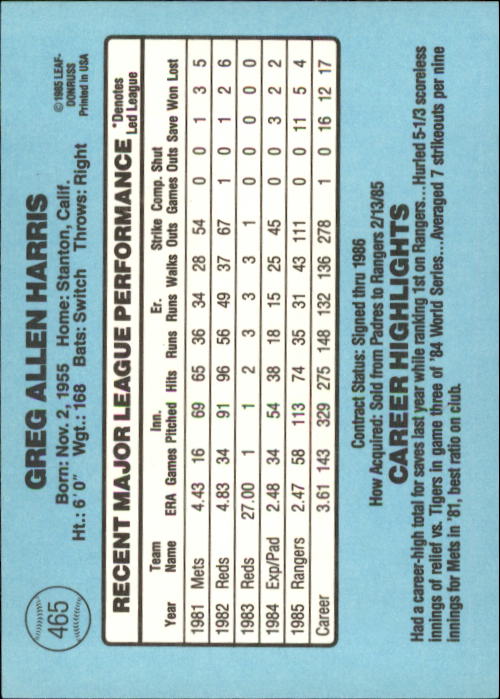 465
GREG ALLEN HARRIS
Born: Nov. 2, 1955 Home: Stanton, Calif.
Ht.: 6'0" Wgt.: 168 Bats: Switch Throws: Right
© 1985 LEAF-
DONRUSS
Printed in USA
RECENT MAJOR LEAGUE PERFORMANCE *Denotes
Led League
Team Inn. Er. Strike Comp. Shut
Year Name ERA Games Pitched Hits Runs Runs Walks Outs Games Outs Save Won Lost
1981 Mets 4.43 16 69 65 36 34 28 54 0 0 1 3 5
1982 Reds 4.83 34 91 96 56 49 37 67 1 0 1 2 6
1983 Reds 27.00 1 1 2 3 3 3 1 0 0 0 0 0
1984 Exp/Pad 2.48 34 54 38 18 15 25 45 0 0 3 2 2
1985 Rangers 2.47 58 113 74 35 31 43 111 0 0 11 5 4
Career 3.61 143 329 275 148 132 136 278 1 0 16 12 17
Contract Status: Signed thru 1986
How Acquired: Sold from Padres to Rangers 2/13/85
CAREER HIGHLIGHTS
Had a career-high total for saves last year while ranking 1st on Rangers...Hurled 5-1/3 scoreless
innings of relief vs. Tigers in game three of '84 World Series...Averaged 7 strikeouts per nine
innings for Mets in '81, best ratio on club.